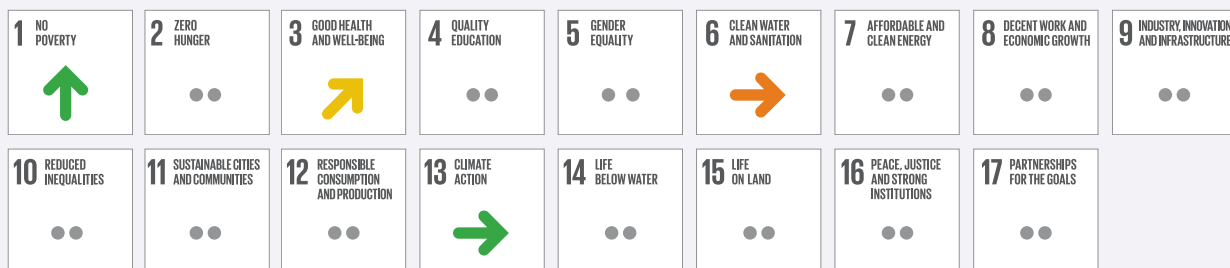 1 NO
POVERTY
2 ZERO
HUNGER
3 GOOD HEALTH
AND WELL-BEING
4 QUALITY
EDUCATION
5 GENDER
EQUALITY
6 CLEAN WATER
AND SANITATION
7 AFFORDABLE AND
CLEAN ENERGY
8 DECENT WORK AND
ECONOMIC GROWTH
9 INDUSTRY, INNOVATION
AND INFRASTRUCTURE
10 REDUCED
INEQUALITIES
11 SUSTAINABLE CITIES
AND COMMUNITIES
12 RESPONSIBLE
CONSUMPTION
AND PRODUCTION
13 CLIMATE
ACTION
14 LIFE
BELOW WATER
15 LIFE
ON LAND
16 PEACE, JUSTICE
AND STRONG
INSTITUTIONS
17 PARTNERSHIPS
FOR THE GOALS